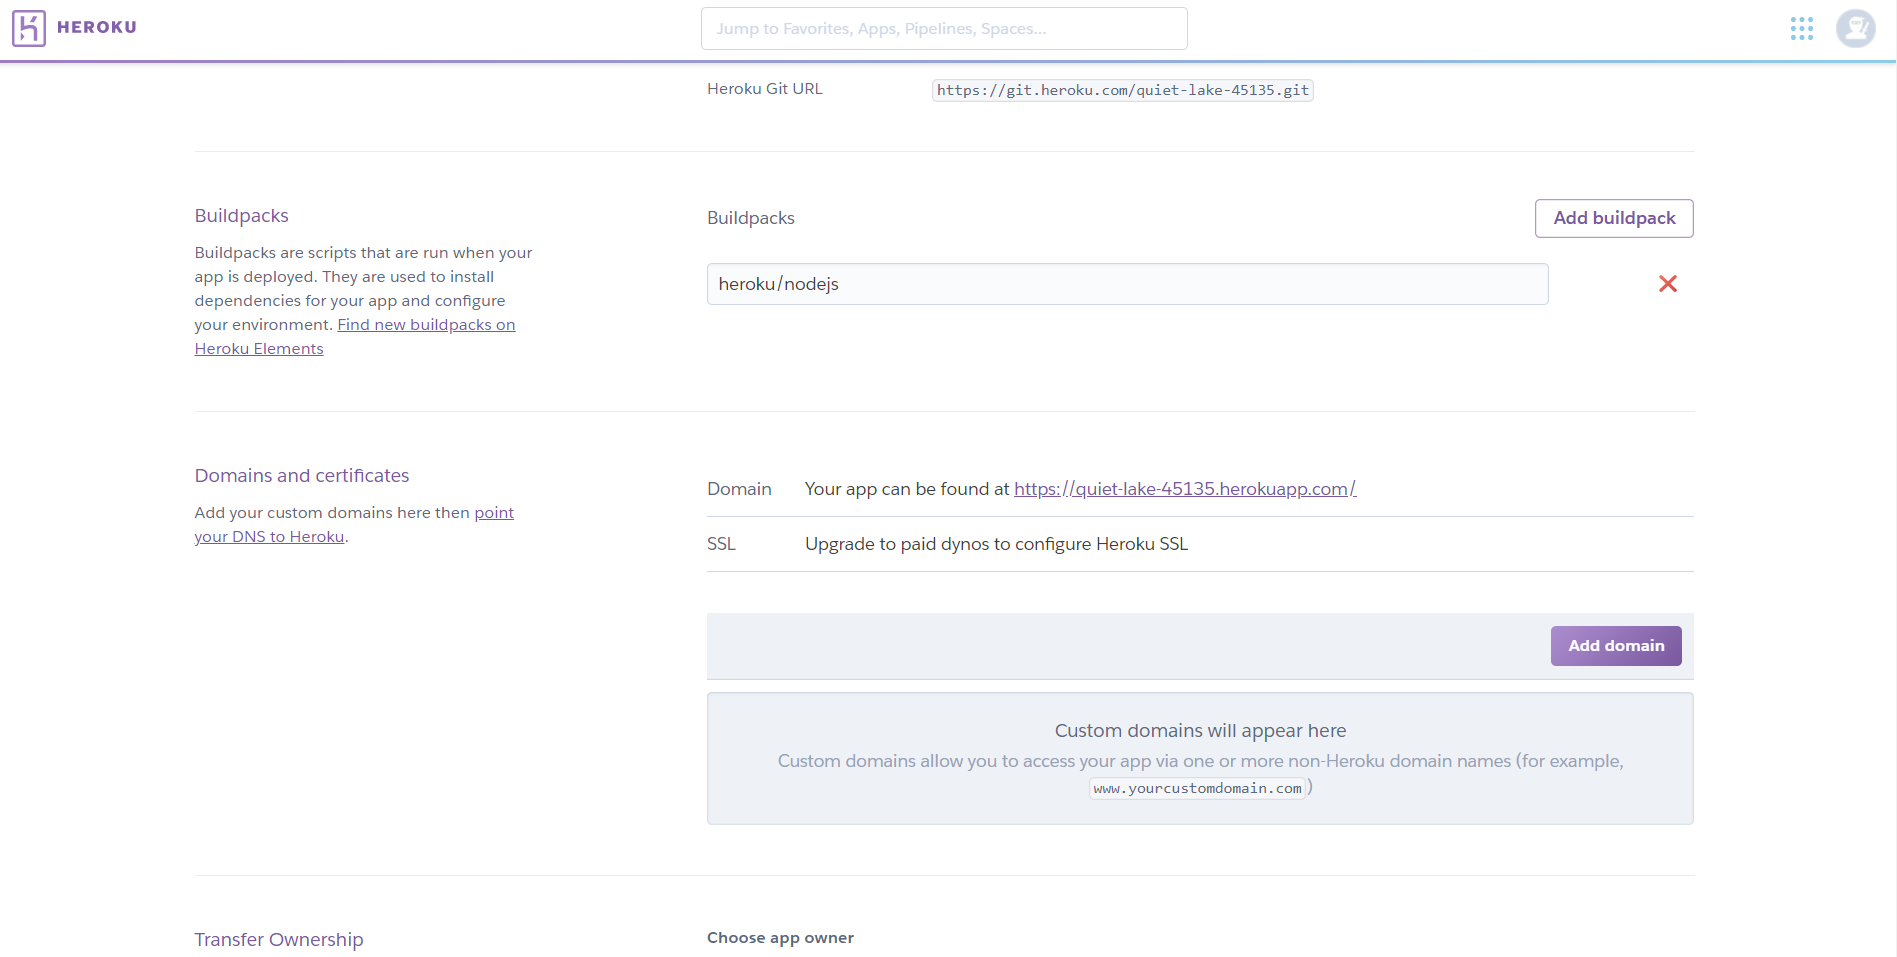 HEROKU
Jump to Favorites, Apps, Pipelines, Spaces...
Heroku Git URL
https://git.heroku.com/quiet-lake-45135.git
Buildpacks
Buildpacks are scripts that are run when your
app is deployed. They are used to install
dependencies for your app and configure
your environment. Find new buildpacks on
Heroku Elements
Buildpacks
Add buildpack
heroku/nodejs
Domains and certificates
Add your custom domains here then point
your DNS to Heroku.
Domain Your app can be found at https://quiet-lake-45135.herokuapp.com/
SSL Upgrade to paid dynos to configure Heroku SSL
Add domain
Custom domains will appear here
Custom domains allow you to access your app via one or more non-Heroku domain names (for example,
www.yourcustomdomain.com)
Transfer Ownership
Choose app owner